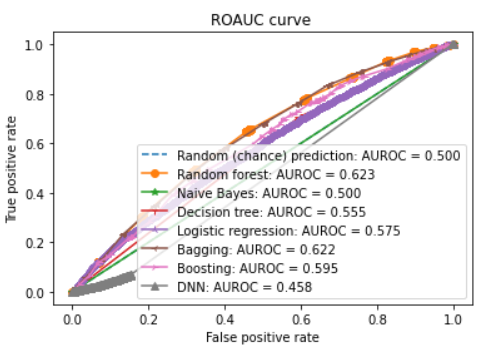 ROAUC curve
1.0
0.8
0.6
0.4
0.2
0.0
True positive rate
Random (chance) prediction: AUROC = 0.500
Random forest: AUROC = 0.623
Naive Bayes: AUROC = 0.500
Decision tree: AUROC = 0.555
Logistic regression: AUROC = 0.575
Bagging: AUROC = 0.622
Boosting: AUROC = 0.595
DNN: AUROC = 0.458
0.0 0.2 0.4 0.6 0.8 1.0
False positive rate